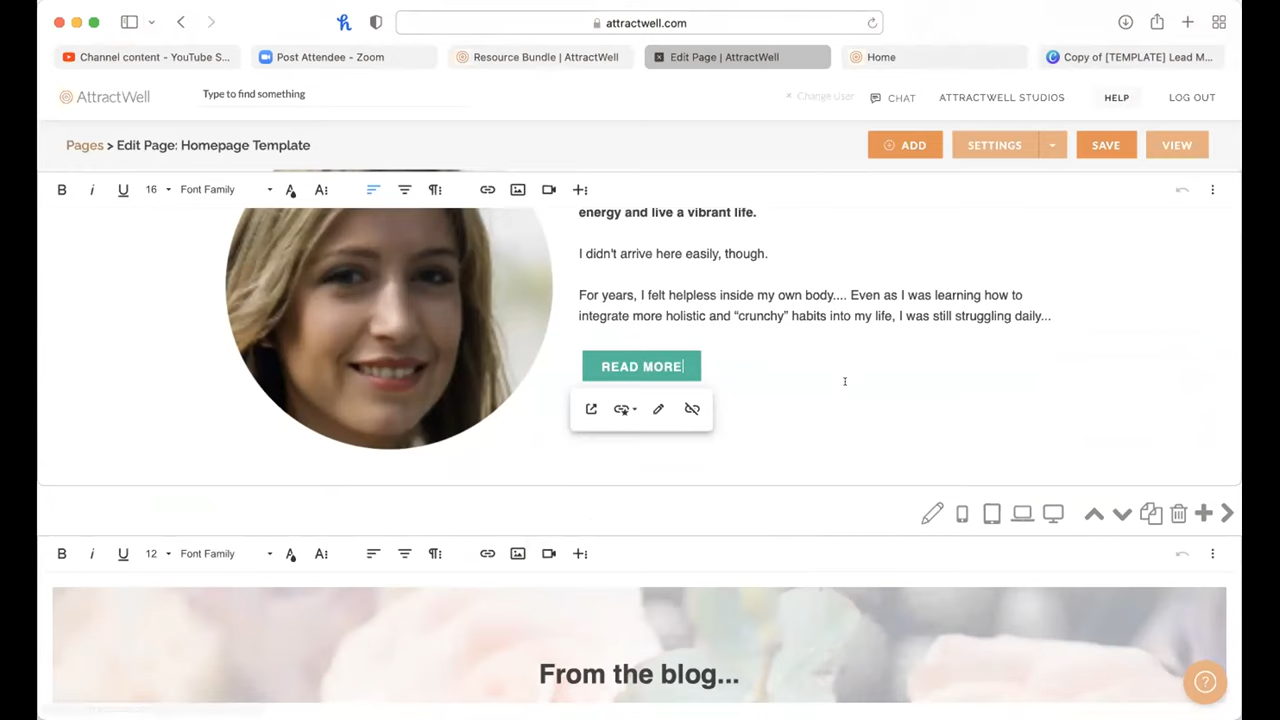 attractwell.com
Channel content - YouTube S...
Post Attendee - Zoom
Resource Bundle | AttractWell
Edit Page | AttractWell
Home
Copy of [TEMPLATE] Lead M...
AttractWell
Type to find something
× Change User
CHAT
ATTRACTWELL STUDIOS
HELP
LOG OUT
Pages > Edit Page: Homepage Template
ADD
SETTINGS
SAVE
VIEW
B i U 16 Font Family
energy and live a vibrant life.
I didn't arrive here easily, though.
For years, I felt helpless inside my own body.... Even as I was learning how to
integrate more holistic and “crunchy” habits into my life, I was still struggling daily...
READ MORE
B i U 12 Font Family
From the blog...